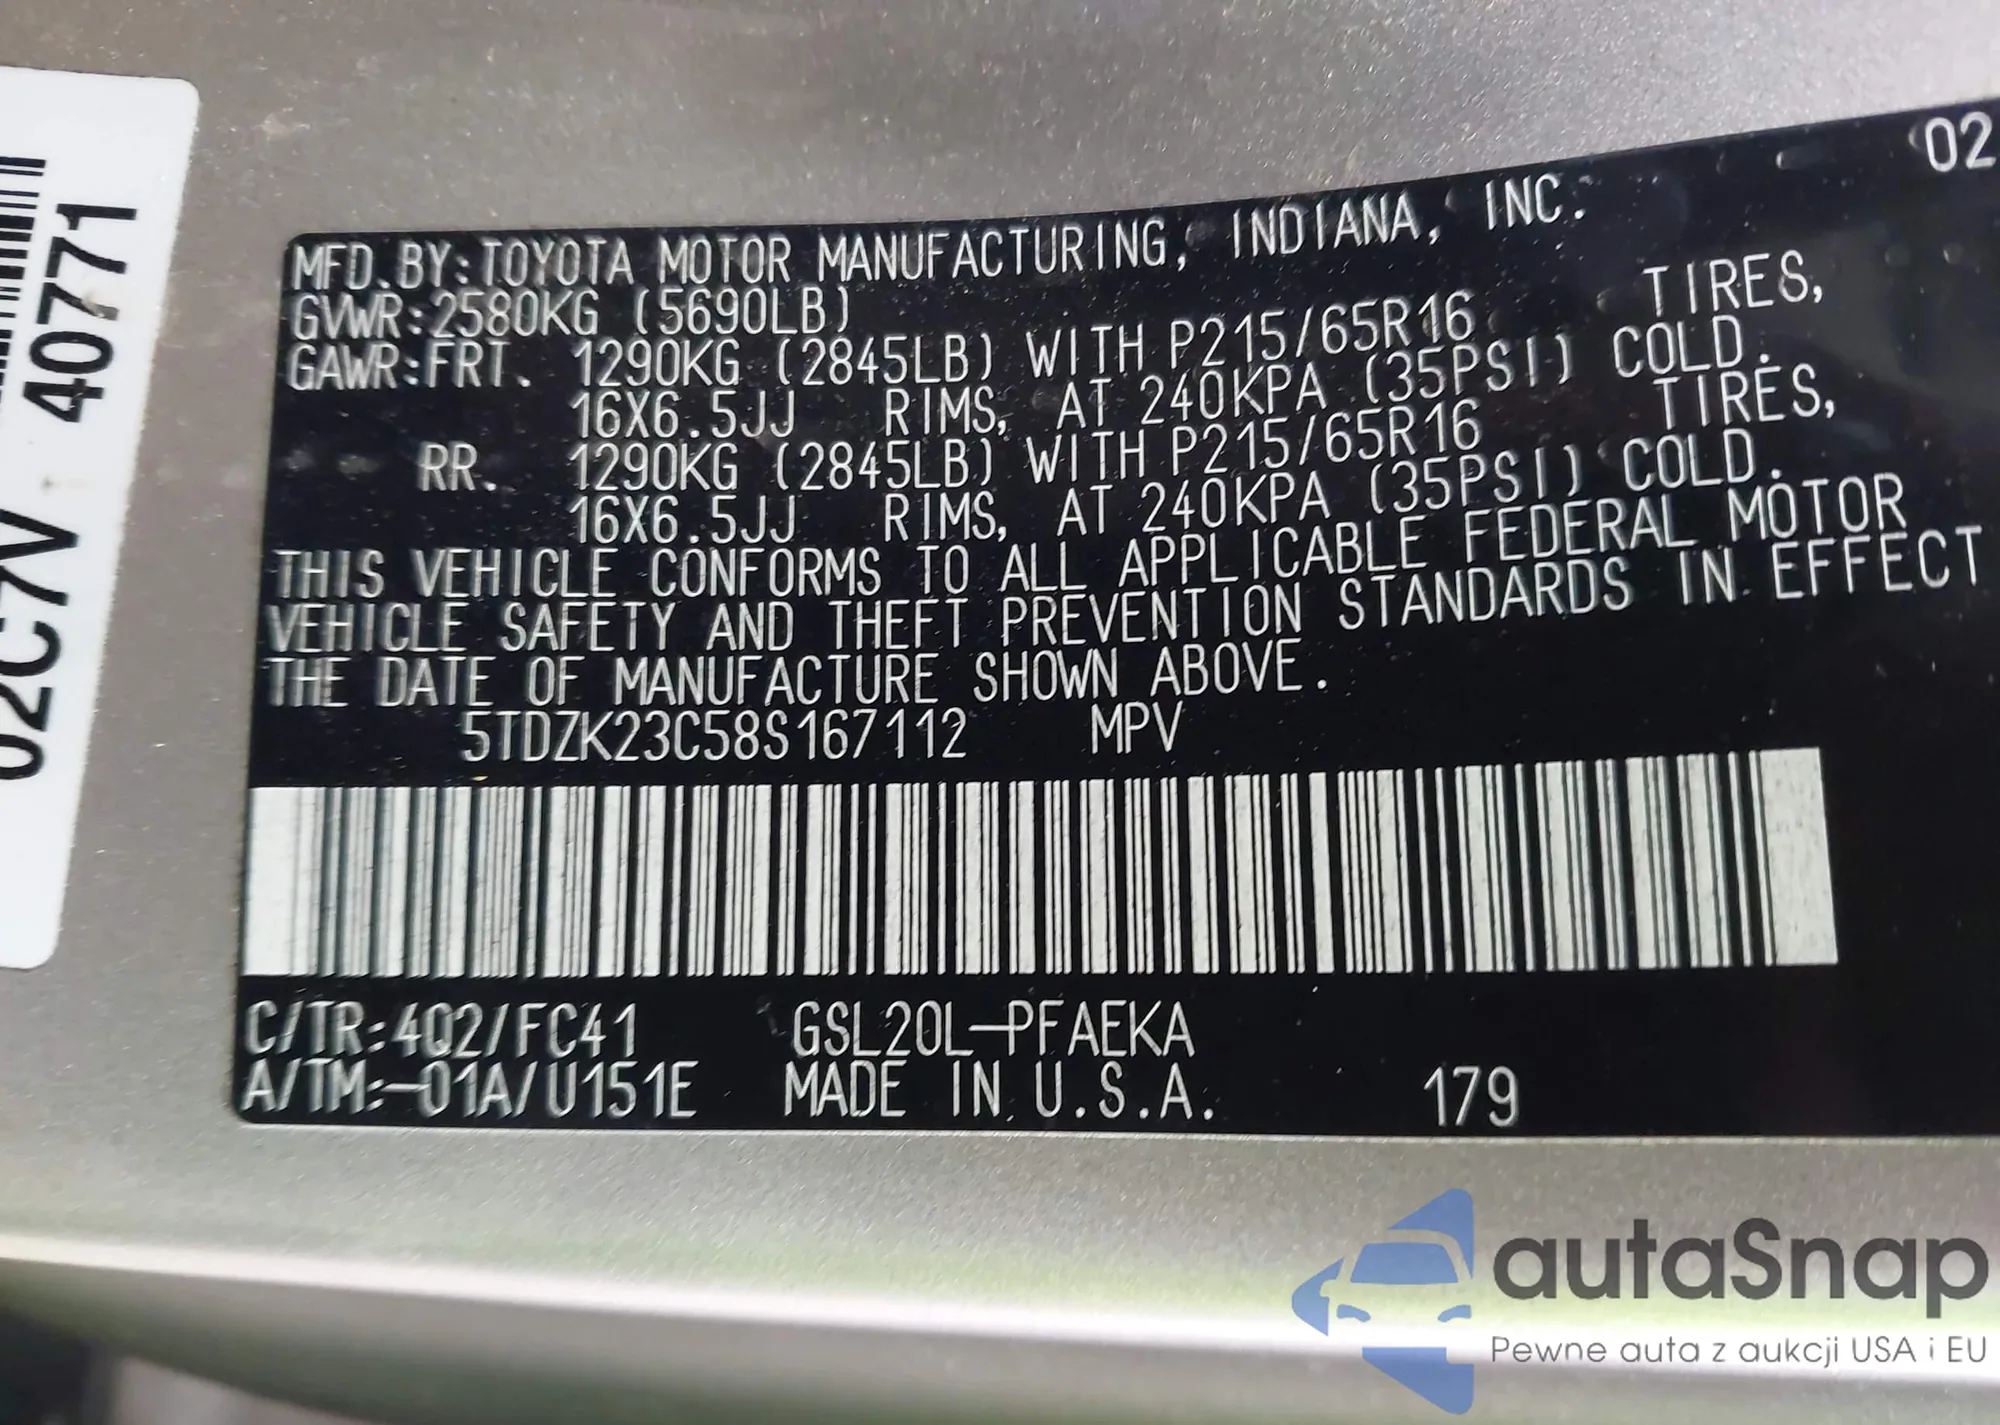 02
MFD.BY:TOYOTA MOTOR MANUFACTURING, INDIANA, INC.
GVWR:2580KG (5690LB)
GAWR:FRT. 1290KG (2845LB) WITH P215/65R16 TIRES,
16X6.5JJ RIMS, AT 240KPA (35PSI) COLD.
RR. 1290KG (2845LB) WITH P215/65R16 TIRES,
16X6.5JJ RIMS, AT 240KPA (35PSI) COLD.
THIS VEHICLE CONFORMS TO ALL APPLICABLE FEDERAL MOTOR
VEHICLE SAFETY AND THEFT PREVENTION STANDARDS IN EFFECT
THE DATE OF MANUFACTURE SHOWN ABOVE.
5TDZK23C58S167112 MPV
C/TR:4Q2/FC41 GSL20L-PFAEKA
A/TM:-01A/U151E MADE IN U.S.A. 179
02C7V 40771
autaSnap
Pewne auta z aukcji USA i EU